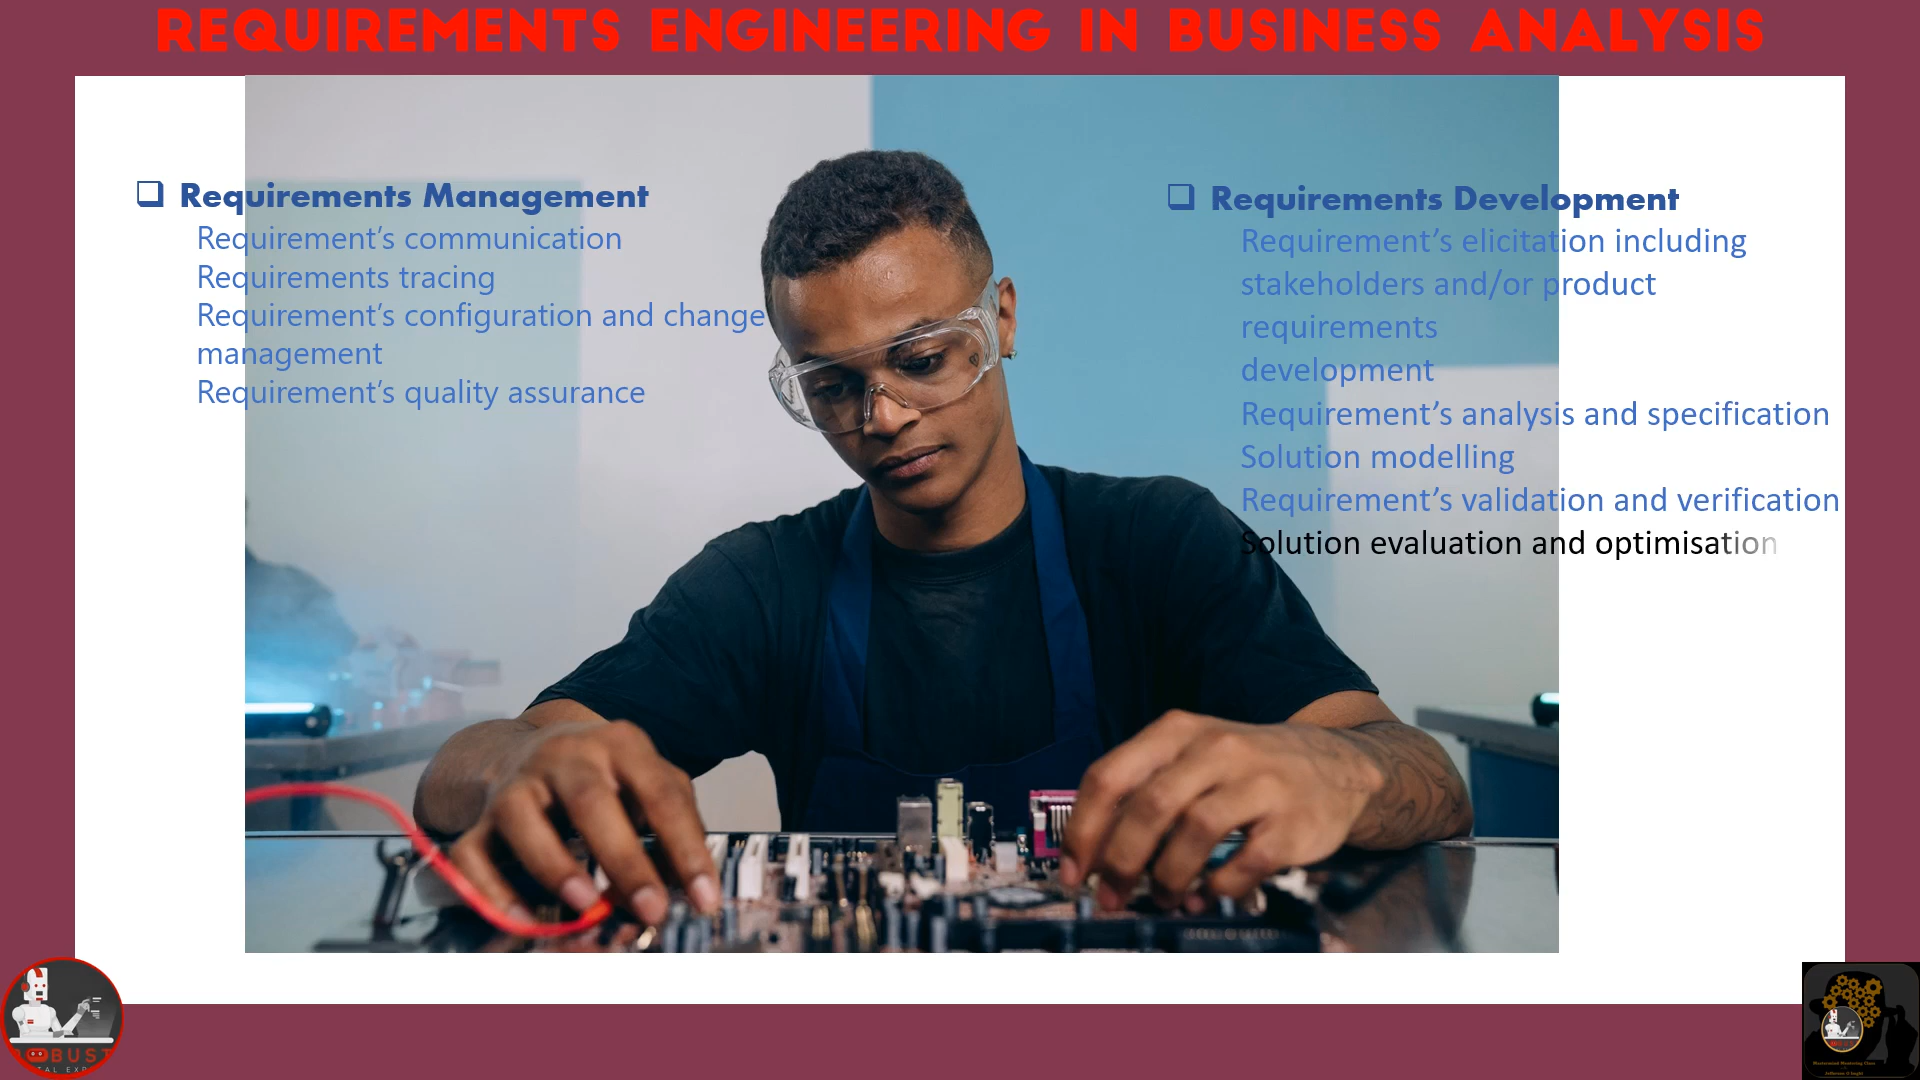 REQUIREMENTS ENGINEERING IN BUSINESS ANALYSIS
Requirements Management
Requirement’s communication
Requirements tracing
Requirement’s configuration and change
management
Requirement’s quality assurance
Requirements Development
Requirement’s elicitation including
stakeholders and/or product
requirements
development
Requirement’s analysis and specification
Solution modelling
Requirement’s validation and verification
Solution evaluation and optimisation
ROBUST